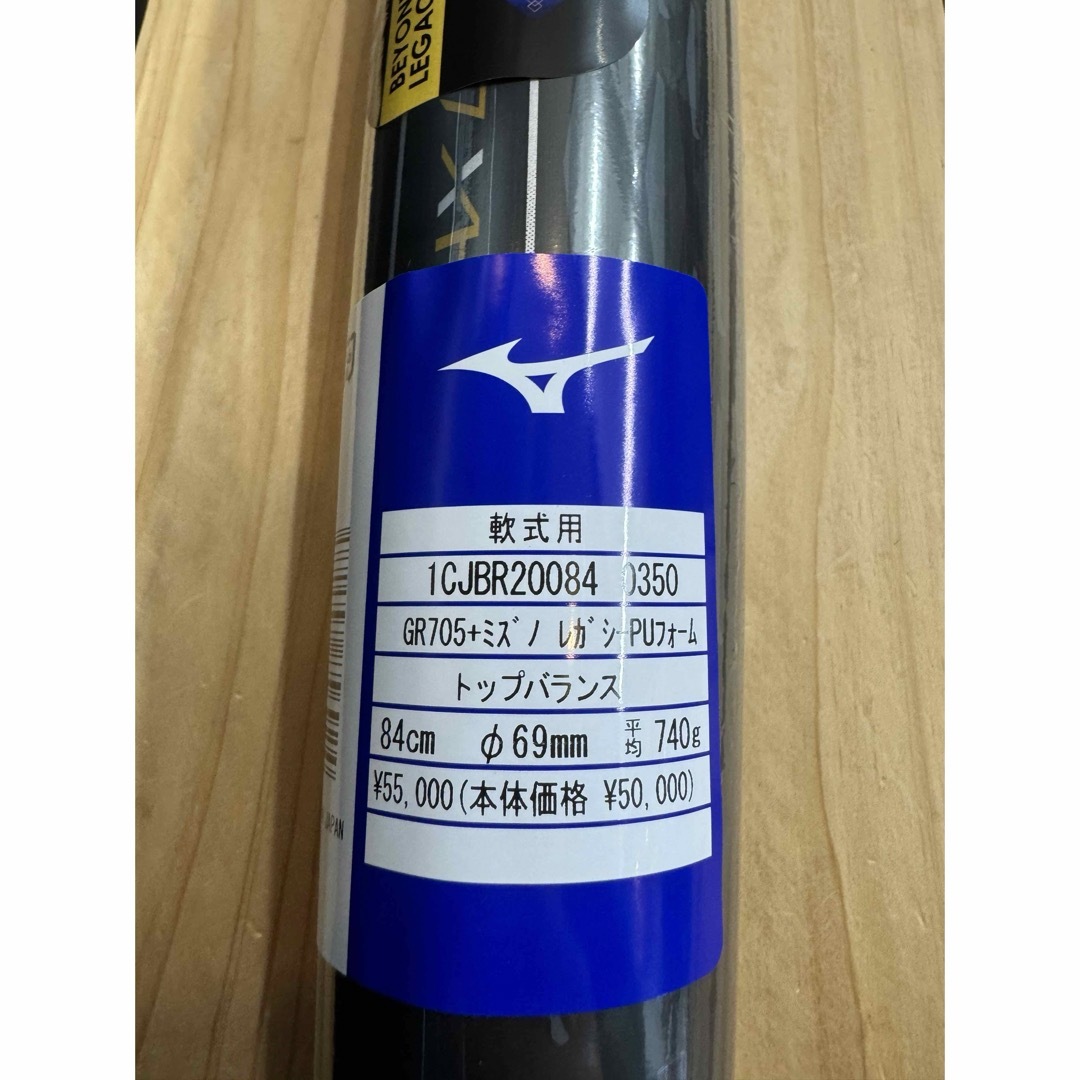 BEYON
LEGAC
軟式用
1CJBR20084 0350
GR705+ミズノ レガシーPUフォーム
トップバランス
84cm φ69mm 平均 740g
¥55,000(本体価格 ¥50,000)
JAPAN